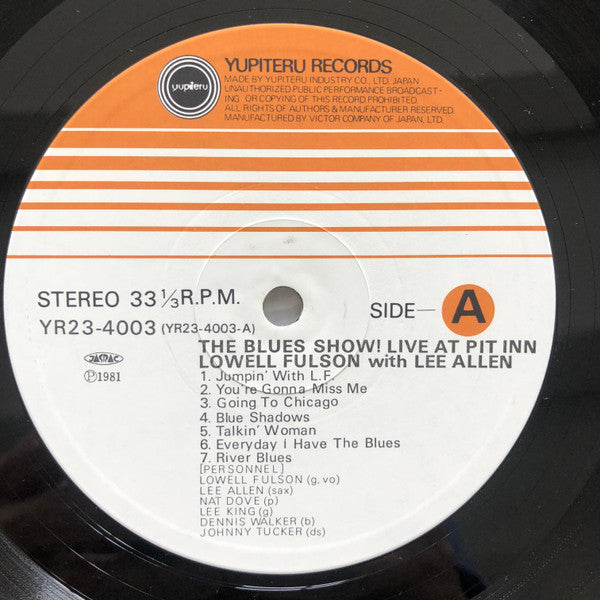 yupiteru
YUPITERU RECORDS
MADE BY YUPITERU INDUSTRY CO., LTD. JAPAN
UNAUTHORIZED PUBLIC PERFORMANCE BROADCAST-
ING OR COPYING OF THIS RECORD PROHIBITED
ALL RIGHTS OF AUTHORS & MANUFACTURER RESERVED.
MANUFACTURED BY VICTOR COMPANY OF JAPAN, LTD.
STEREO 33 1/3 R.P.M.
SIDE—A
YR23-4003 (YR23-4003-A)
JASRAC
Ⓟ1981
THE BLUES SHOW! LIVE AT PIT INN
LOWELL FULSON with LEE ALLEN
1. Jumpin' With L.F.
2. You're Gonna Miss Me
3. Going To Chicago
4. Blue Shadows
5. Talkin' Woman
6. Everyday I Have The Blues
7. River Blues
[PERSONNEL]
LOWELL FULSON (g, vo)
LEE ALLEN (sax)
NAT DOVE (p)
LEE KING (g)
DENNIS WALKER (b)
JOHNNY TUCKER (ds)